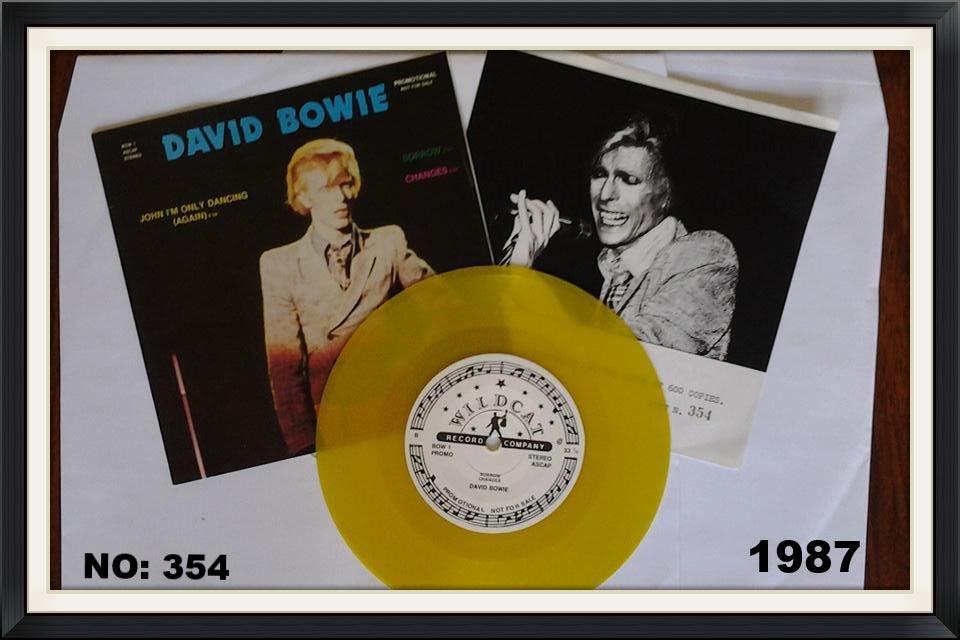 DAVID BOWIE
PROMOTIONAL
NOT FOR SALE
BOW 1
ASCAP
STEREO
SORROW
CHANGES
JOHN I'M ONLY DANCING
(AGAIN)
600 COPIES.
N. 354
WILDCAT
RECORD COMPANY
B
33 ⅓
BOW 1
PROMO
STEREO
ASCAP
SORROW
CHANGES
DAVID BOWIE
PROMOTIONAL NOT FOR SALE
NO: 354
1987